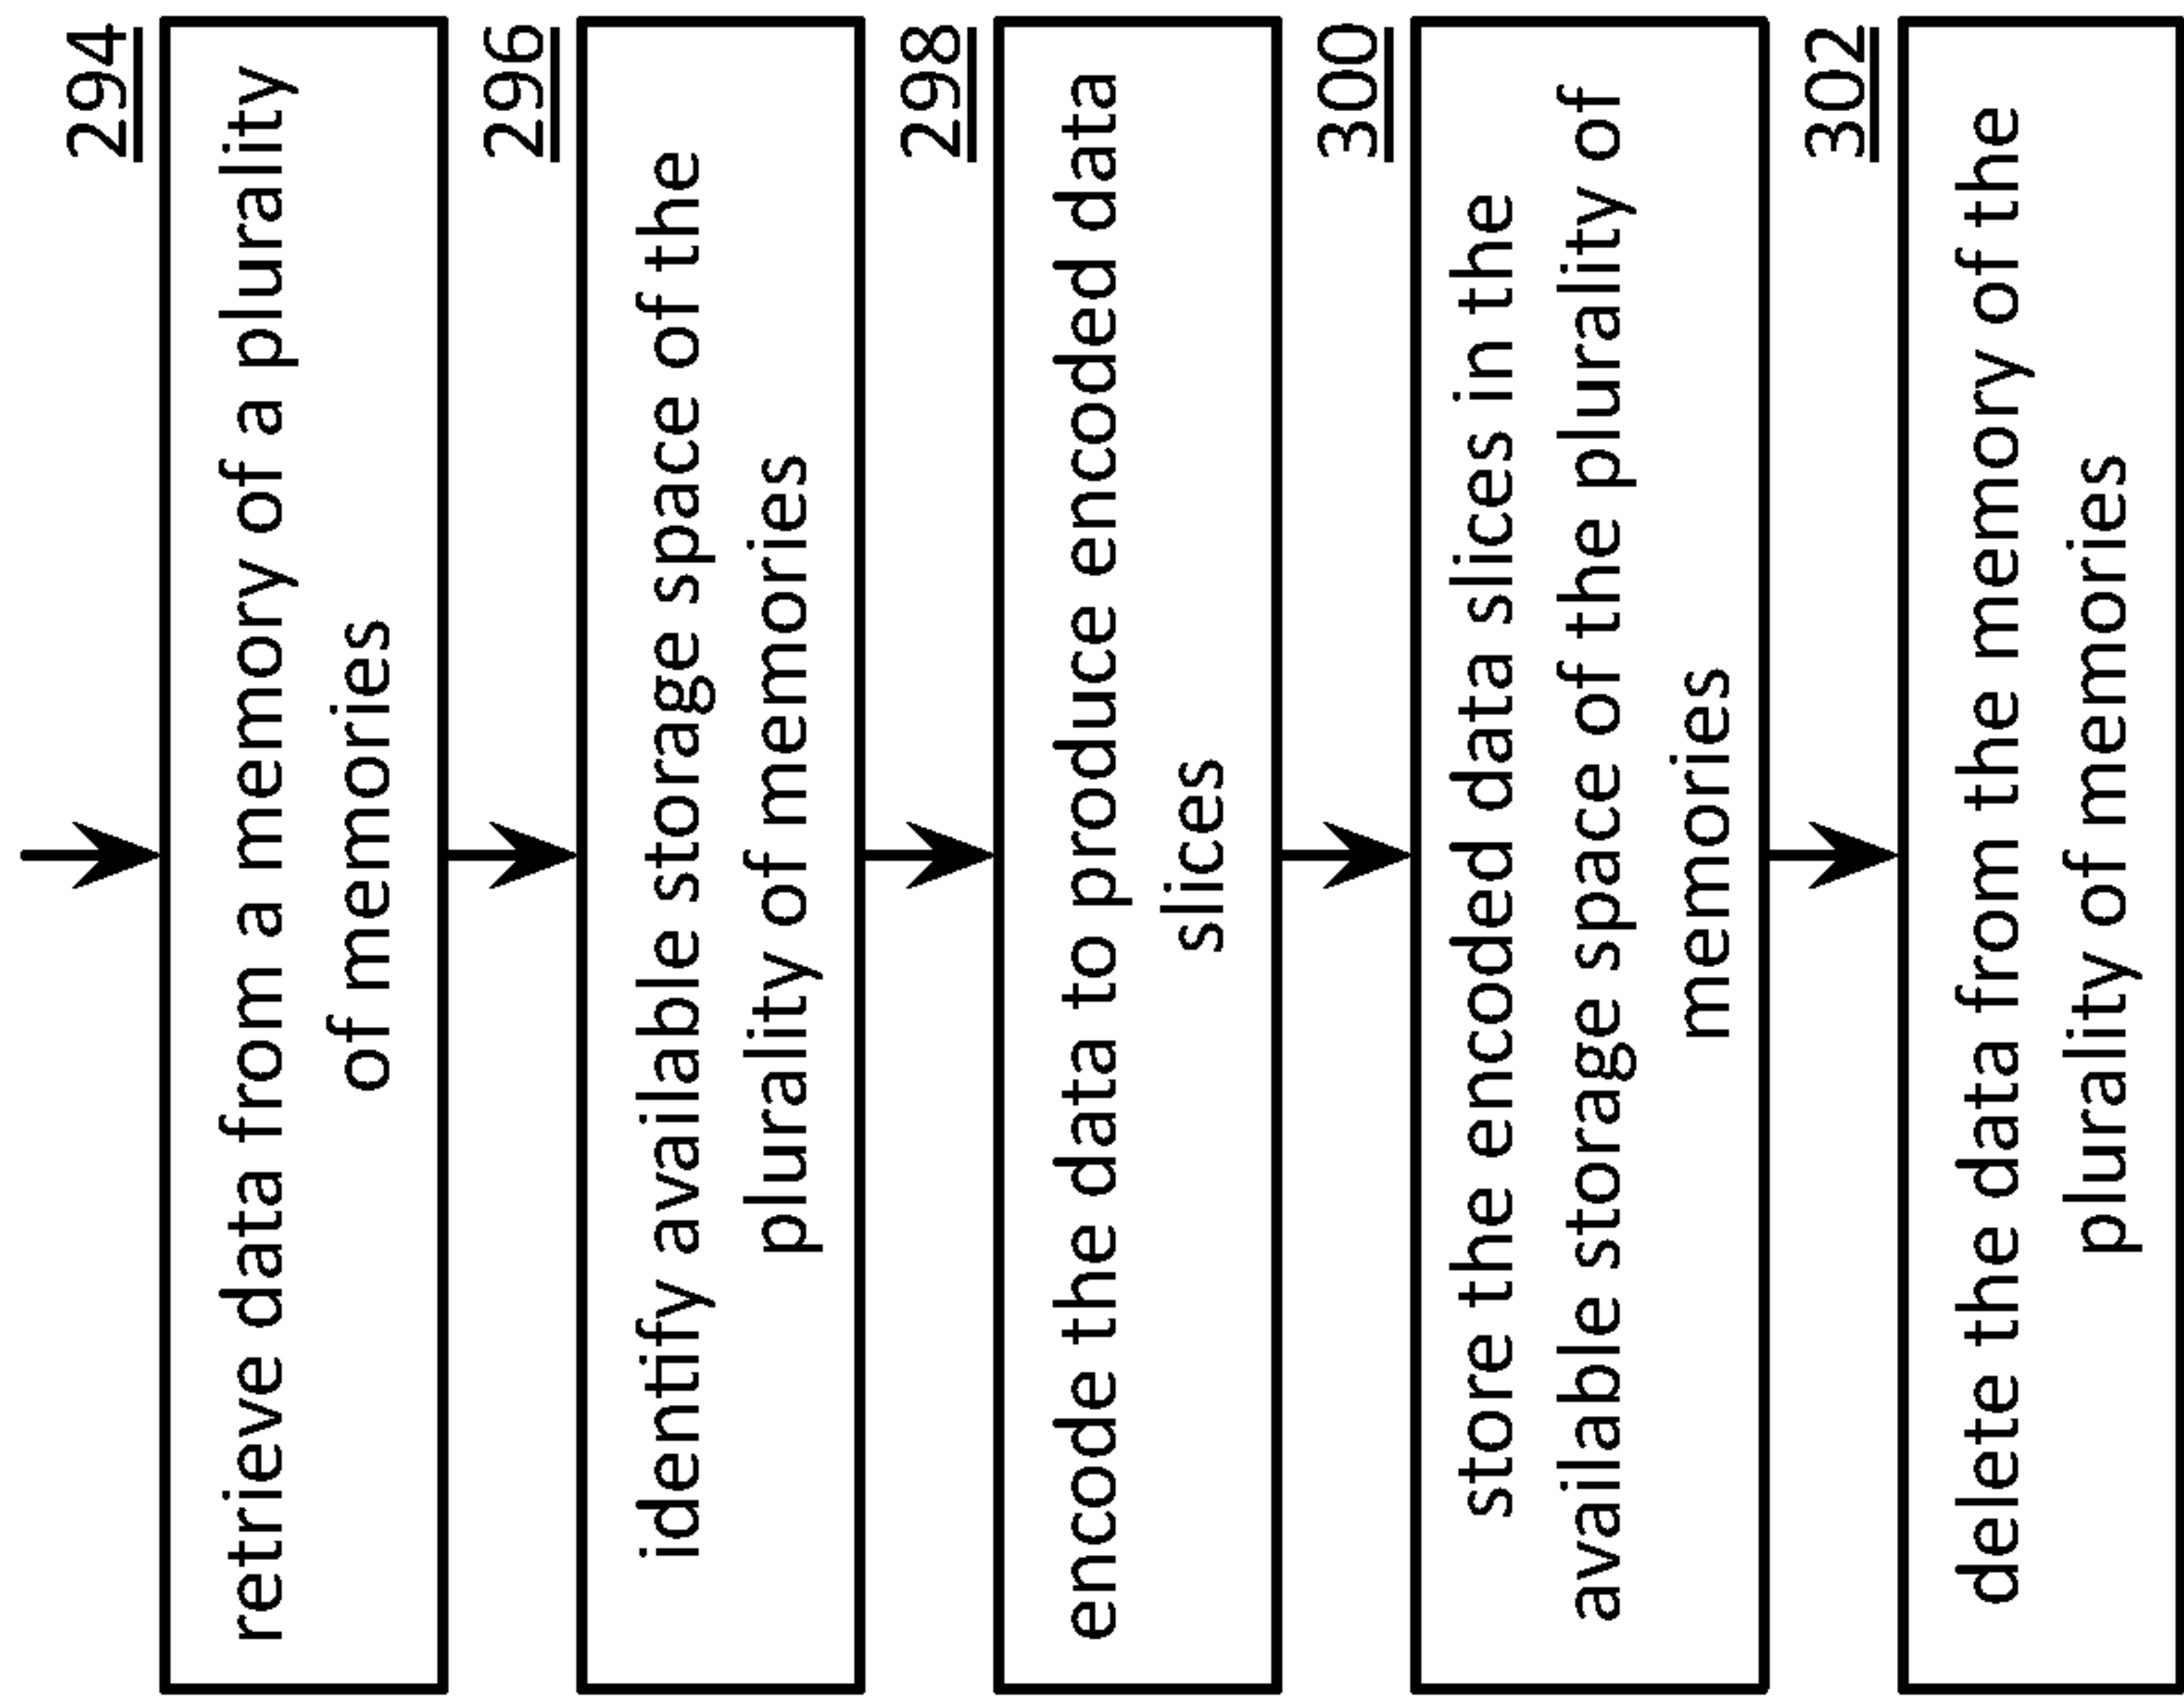 294
retrieve data from a memory of a plurality
of memories
296
identify available storage space of the
plurality of memories
298
encode the data to produce encoded data
slices
300
store the encoded data slices in the
available storage space of the plurality of
memories
302
delete the data from the memory of the
plurality of memories